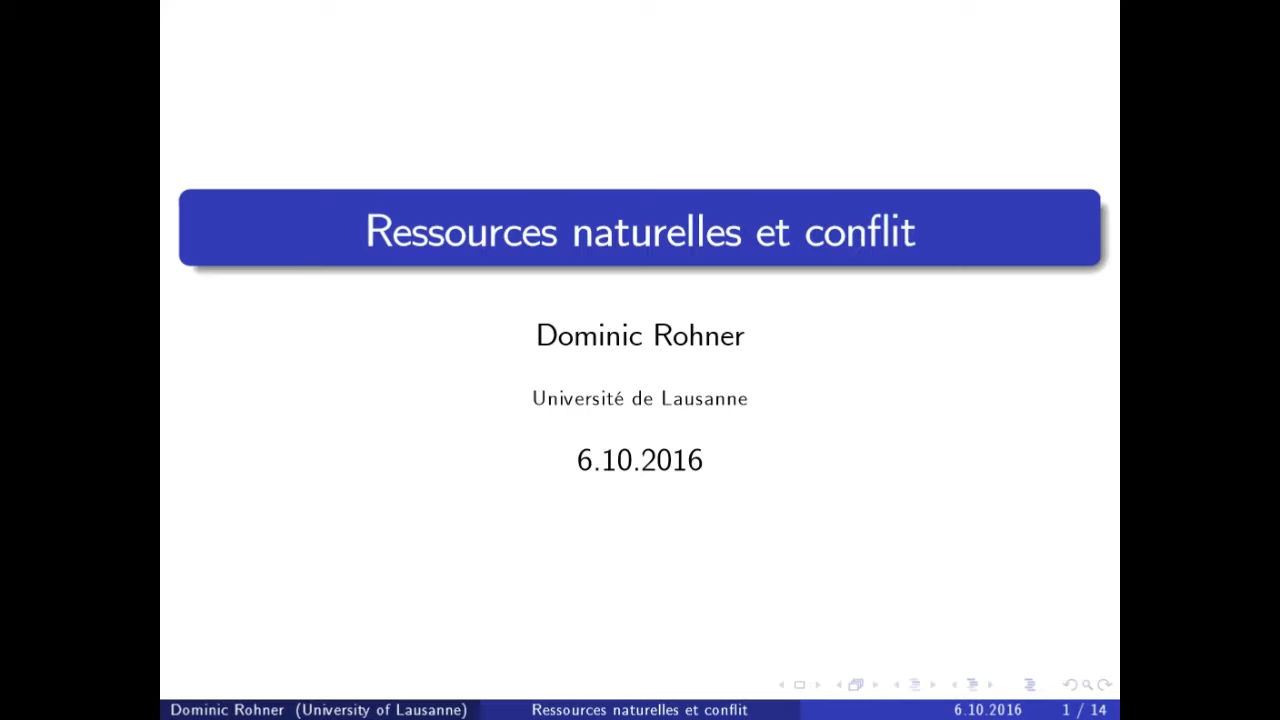 Ressources naturelles et conflit
Dominic Rohner
Université de Lausanne
6.10.2016
Dominic Rohner (University of Lausanne) Ressources naturelles et conflit 6.10.2016 1 / 14